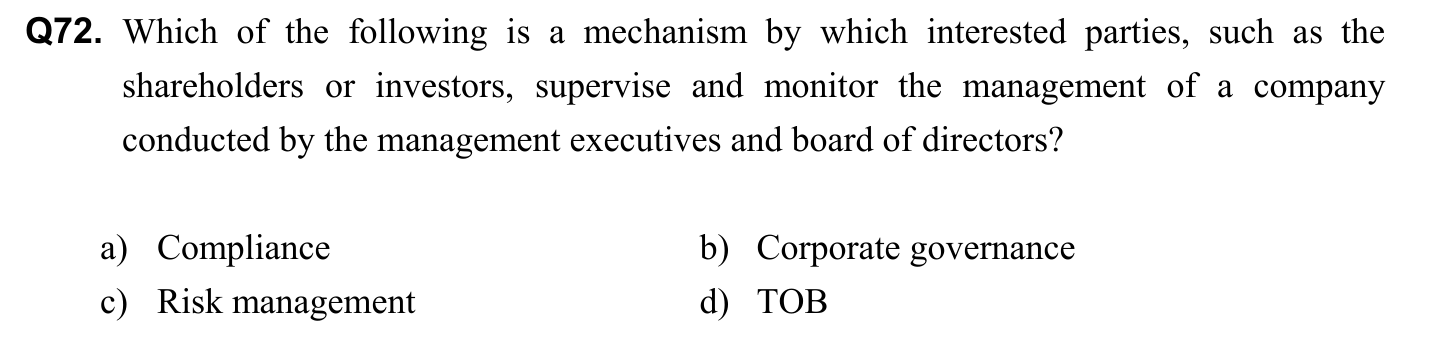 Q72. Which of the following is a mechanism by which interested parties, such as the
shareholders or investors, supervise and monitor the management of a company
conducted by the management executives and board of directors?
a) Compliance b) Corporate governance
c) Risk management d) TOB